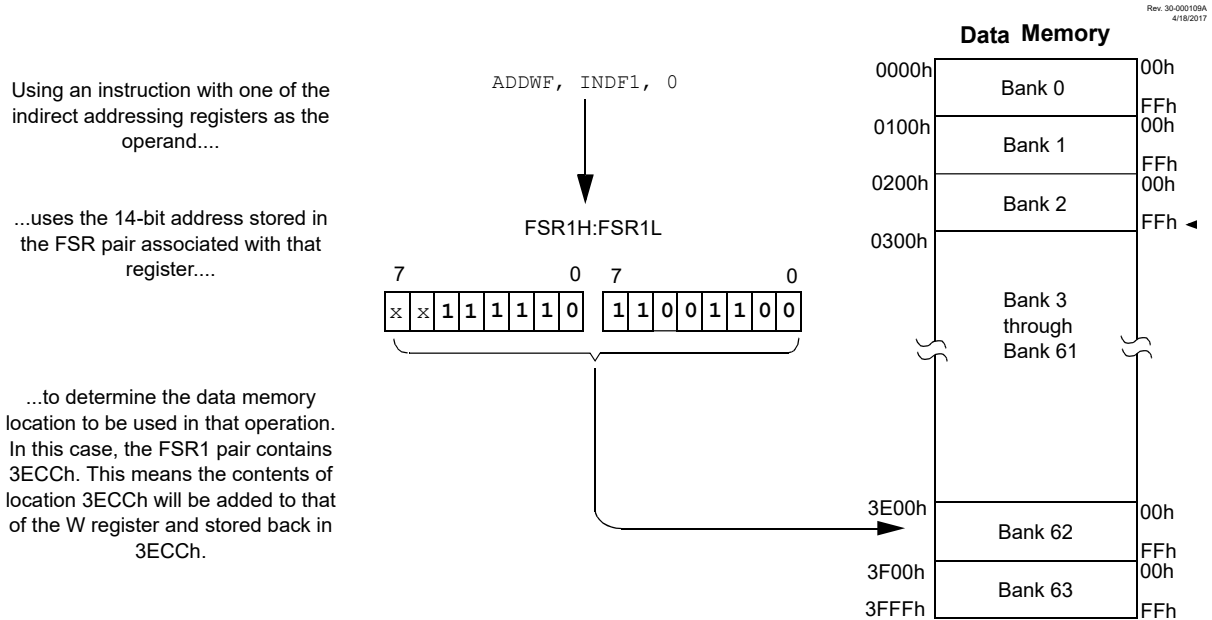 Rev. 30-000109A
4/18/2017
Data Memory
Using an instruction with one of the
indirect addressing registers as the
operand....
ADDWF, INDF1, 0
...uses the 14-bit address stored in
the FSR pair associated with that
register....
FSR1H:FSR1L
7 0 7 0
x x 1 1 1 1 1 0 1 1 0 0 1 1 0 0
...to determine the data memory
location to be used in that operation.
In this case, the FSR1 pair contains
3ECCh. This means the contents of
location 3ECCh will be added to that
of the W register and stored back in
3ECCh.
0000h 00h
Bank 0
FFh
0100h 00h
Bank 1
FFh
0200h 00h
Bank 2
FFh
0300h
Bank 3
through
Bank 61
3E00h 00h
Bank 62
FFh
3F00h 00h
Bank 63
3FFFh FFh